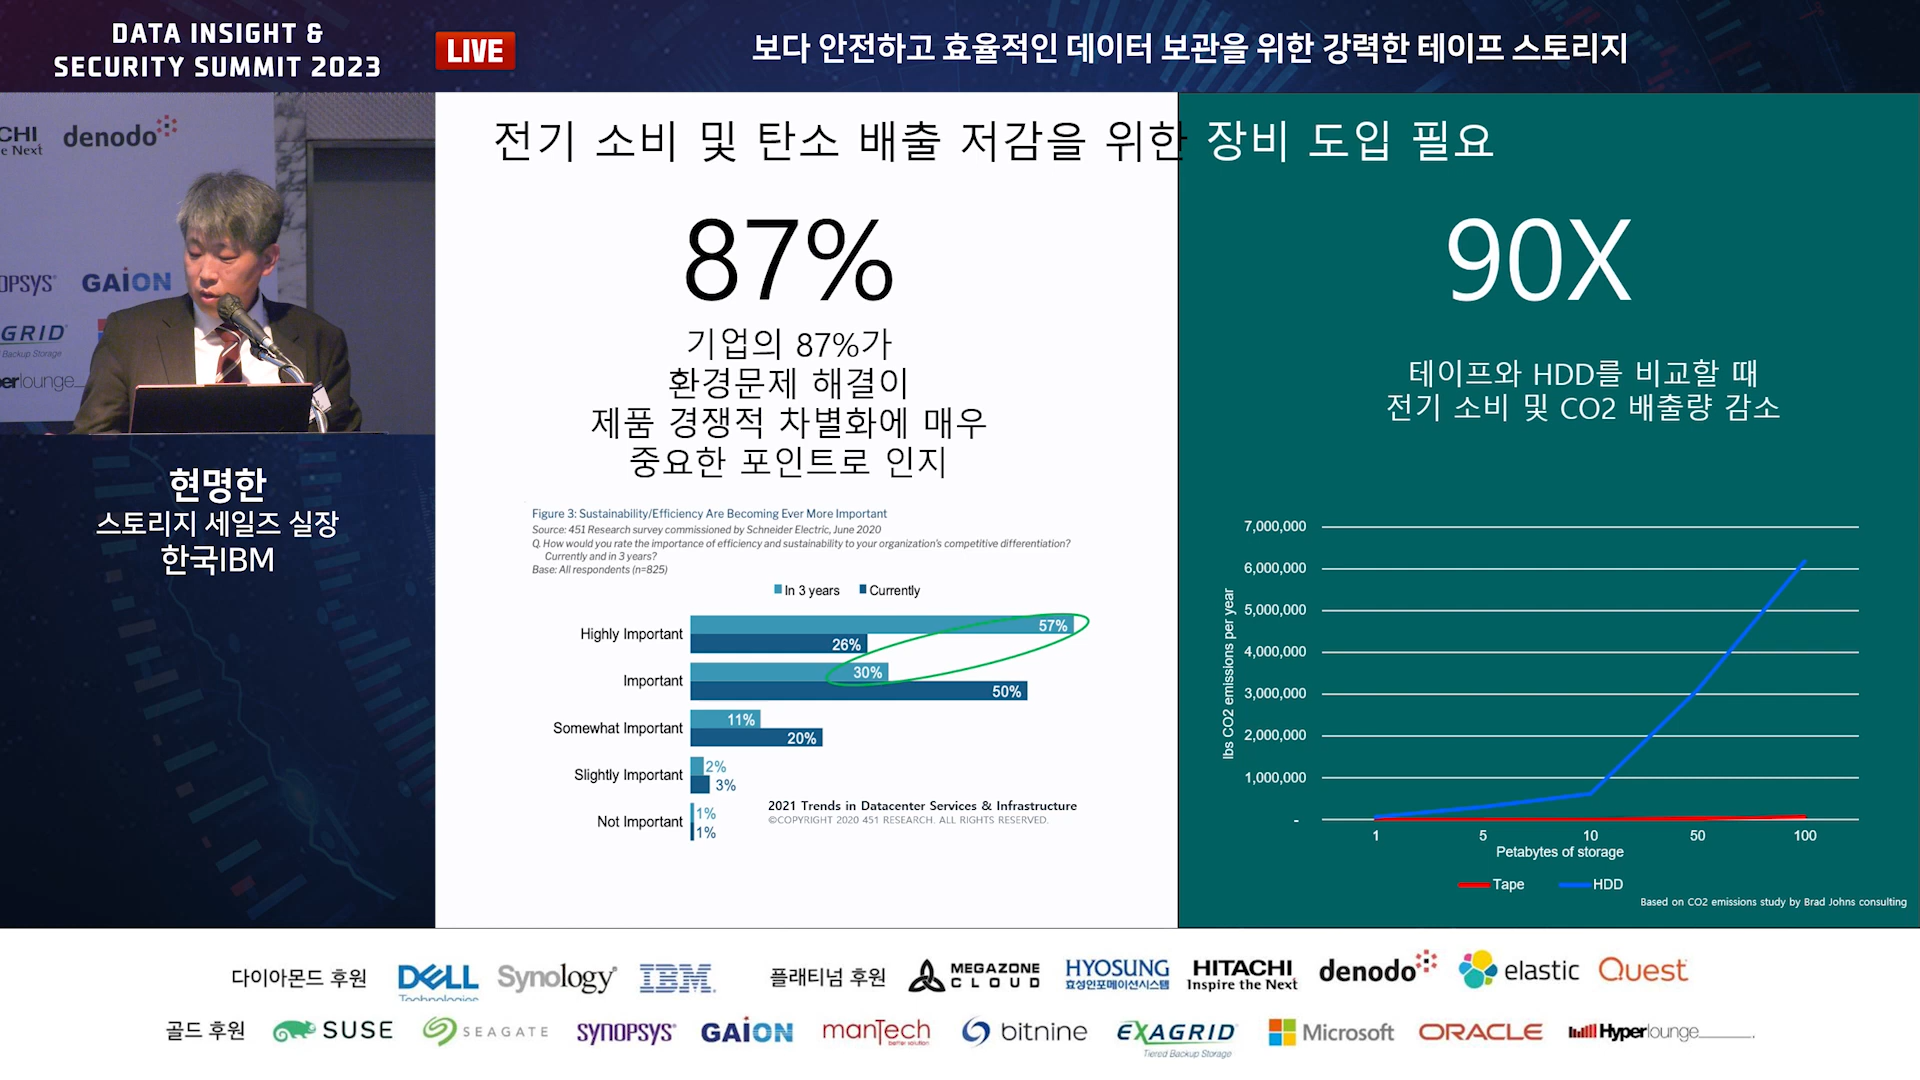 DATA INSIGHT &
SECURITY SUMMIT 2023
LIVE
보다 안전하고 효율적인 데이터 보관을 위한 강력한 테이프 스토리지
CHI
e Next
denodo
OPSYS
GAION
GRID
Backup Storage
erlounge
현명한
스토리지 세일즈 실장
한국IBM
전기 소비 및 탄소 배출 저감을 위한 장비 도입 필요
87%
기업의 87%가
환경문제 해결이
제품 경쟁적 차별화에 매우
중요한 포인트로 인지
Figure 3: Sustainability/Efficiency Are Becoming Ever More Important
Source: 451 Research survey commissioned by Schneider Electric, June 2020
Q. How would you rate the importance of efficiency and sustainability to your organization's competitive differentiation?
Currently and in 3 years?
Base: All respondents (n=825)
In 3 years Currently
Highly Important 57%
26%
Important 30%
50%
Somewhat Important 11%
20%
Slightly Important 2%
3%
Not Important 1%
1%
2021 Trends in Datacenter Services & Infrastructure
©COPYRIGHT 2020 451 RESEARCH. ALL RIGHTS RESERVED.
90X
테이프와 HDD를 비교할 때
전기 소비 및 CO2 배출량 감소
7,000,000
6,000,000
5,000,000
4,000,000
3,000,000
2,000,000
1,000,000
-
lbs CO2 emissions per year
1 5 10 50 100
Petabytes of storage
Tape HDD
Based on CO2 emissions study by Brad Johns consulting
다이아몬드 후원 DELL Technologies Synology IBM 플래티넘 후원 MEGAZONE CLOUD HYOSUNG 효성인포메이션시스템 HITACHI Inspire the Next denodo elastic Quest
골드 후원 SUSE SEAGATE SYNOPSYS GAION manTech better solution bitnine EXAGRID Tiered Backup Storage Microsoft ORACLE Hyperlounge